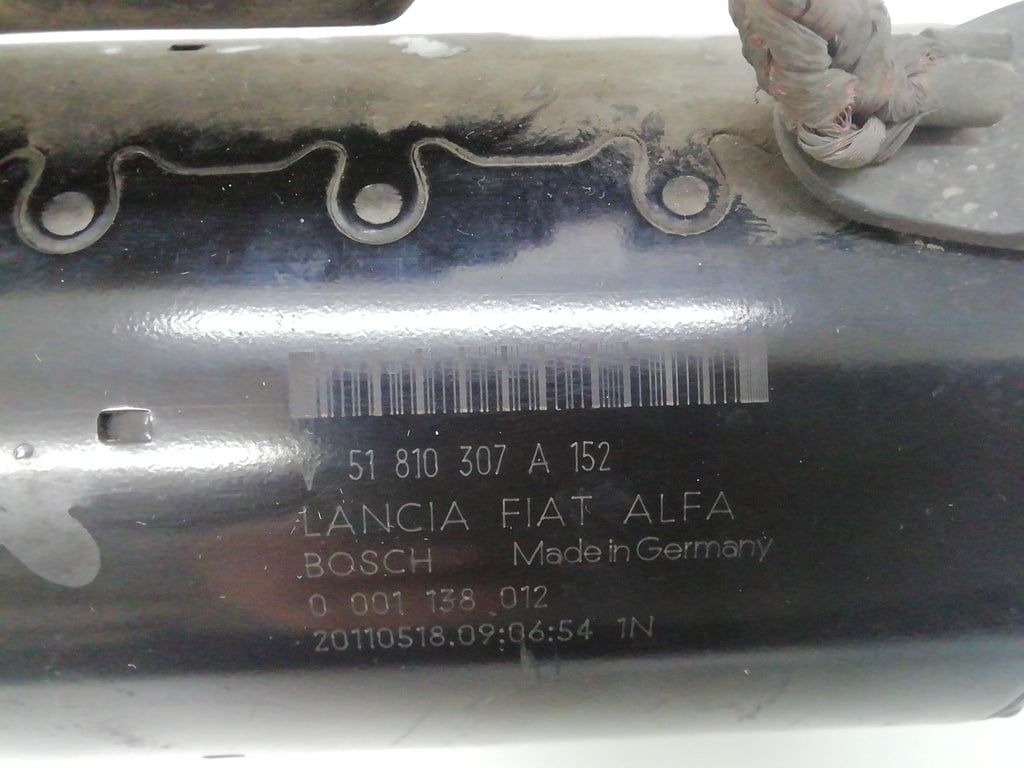 51 810 307 A 152
LANCIA FIAT ALFA
BOSCH Made in Germany
0 001 138 012
20110518.09:06:54 1N